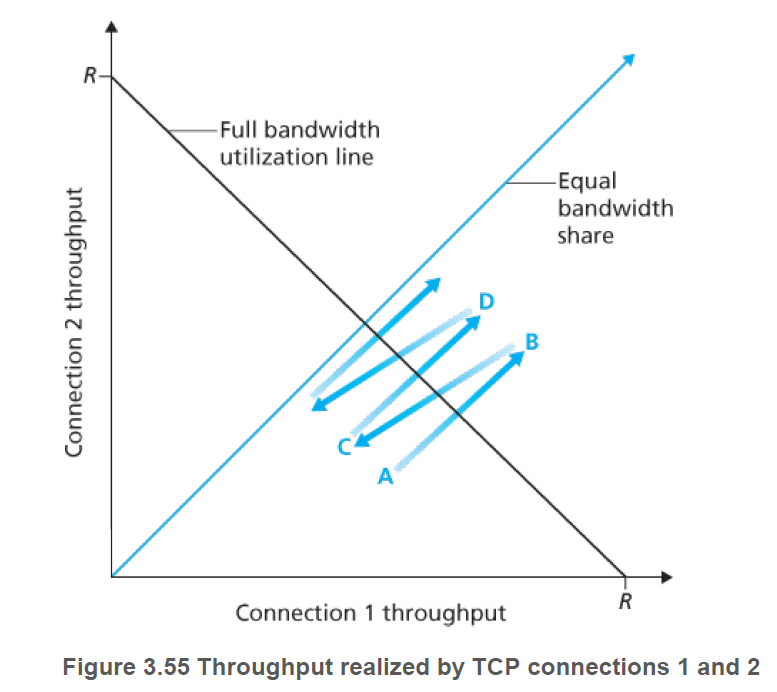 R
Full bandwidth
utilization line
Equal
bandwidth
share
Connection 2 throughput
D
B
C
A
R
Connection 1 throughput
Figure 3.55 Throughput realized by TCP connections 1 and 2